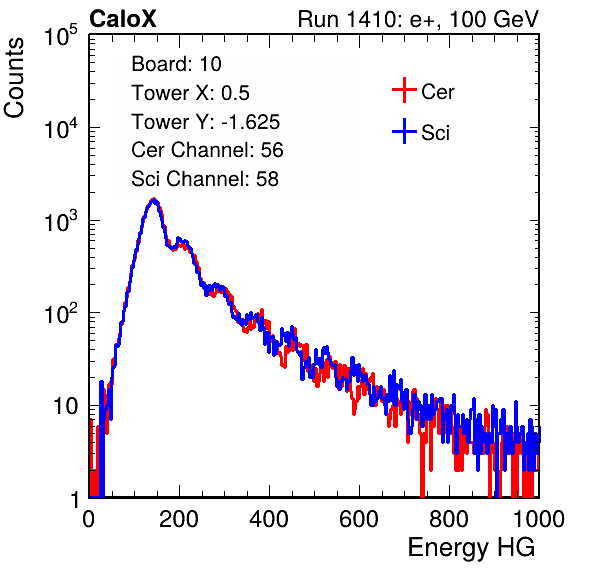 CaloX Run 1410: e+, 100 GeV
Counts
Board: 10
Tower X: 0.5
Tower Y: -1.625
Cer Channel: 56
Sci Channel: 58
Cer
Sci
10^5
10^4
10^3
10^2
10
1
0 200 400 600 800 1000
Energy HG